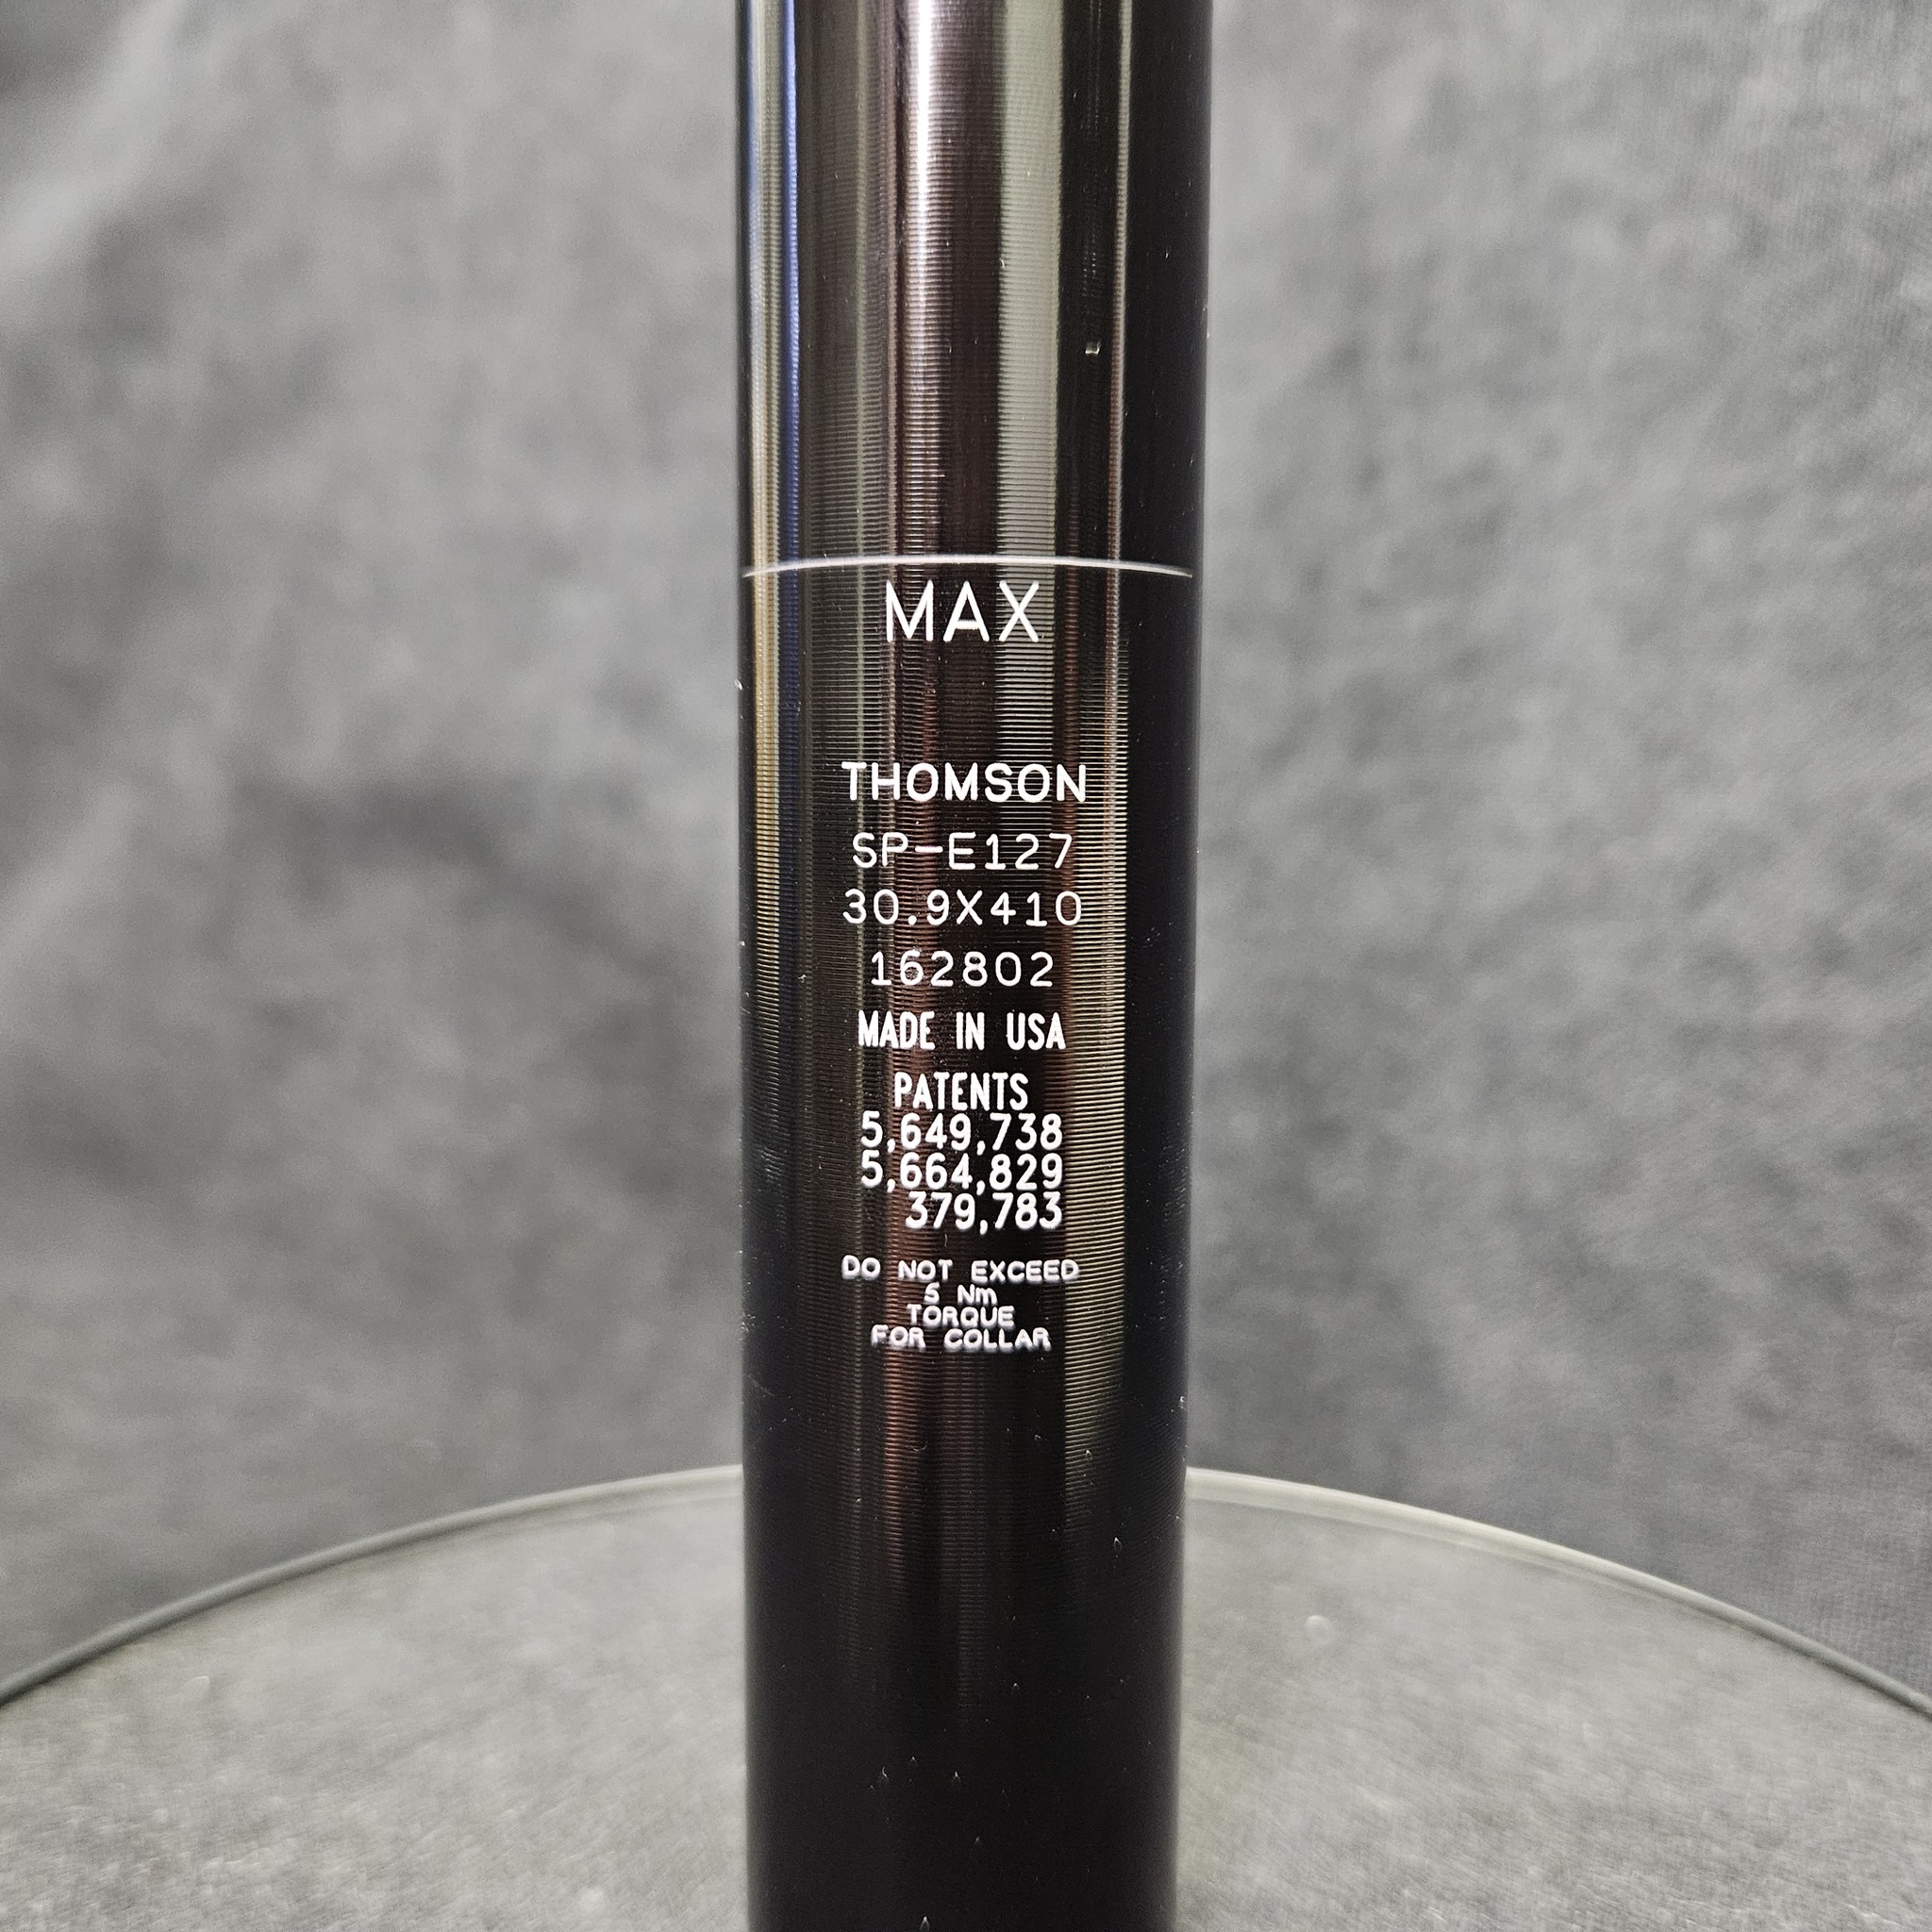 MAX
THOMSON
SP-E127
30.9X410
162802
MADE IN USA
PATENTS
5,649,738
5,664,829
379,783
DO NOT EXCEED
5 Nm
TORQUE
FOR COLLAR